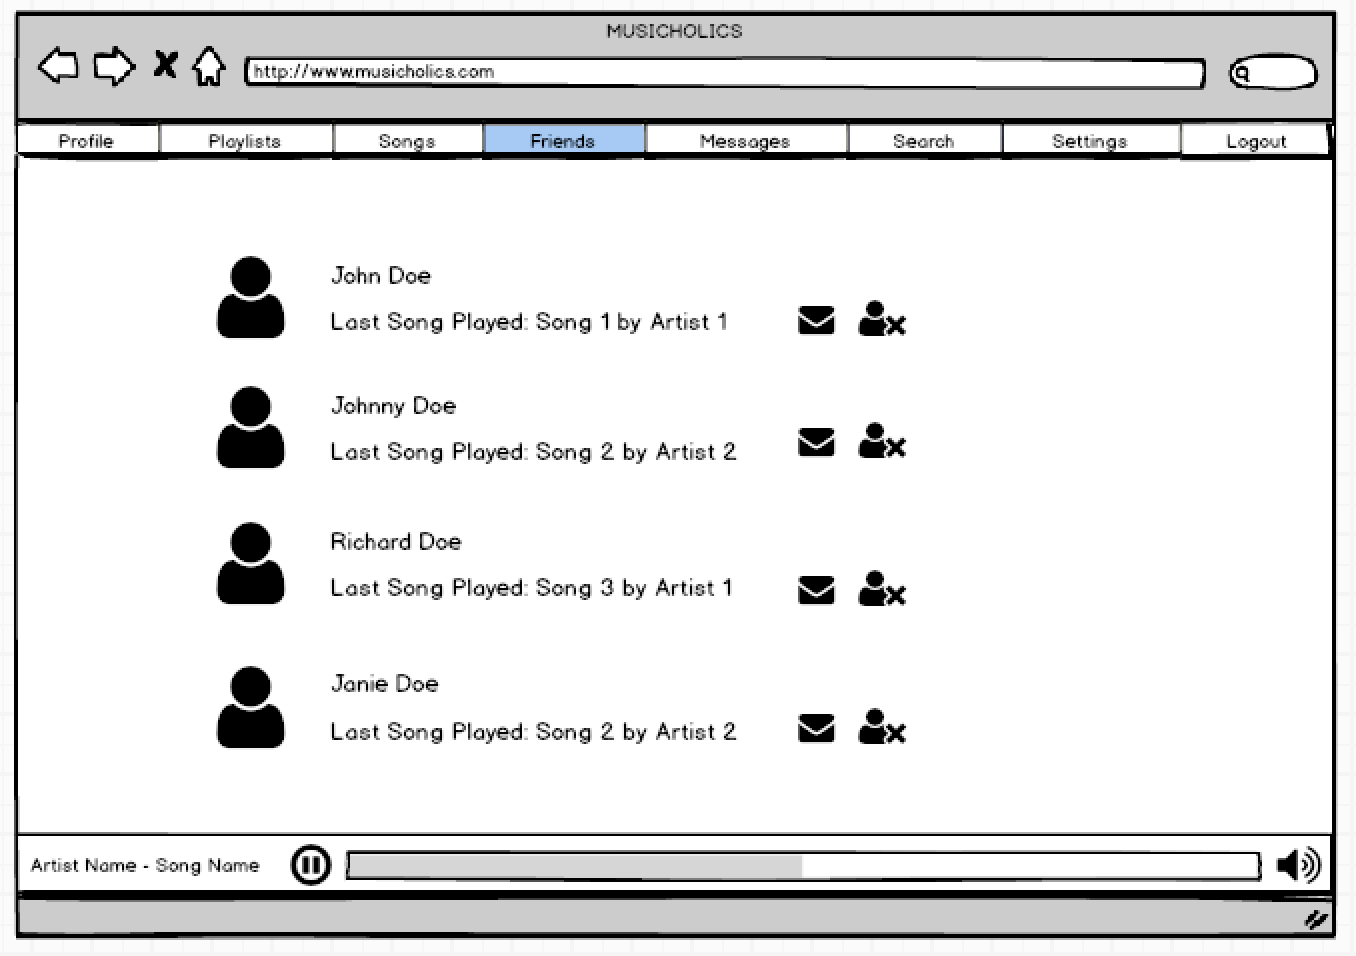 MUSICHOLICS
http://www.musicholics.com
Profile Playlists Songs Friends Messages Search Settings Logout
John Doe
Last Song Played: Song 1 by Artist 1
Johnny Doe
Last Song Played: Song 2 by Artist 2
Richard Doe
Last Song Played: Song 3 by Artist 1
Janie Doe
Last Song Played: Song 2 by Artist 2
Artist Name - Song Name